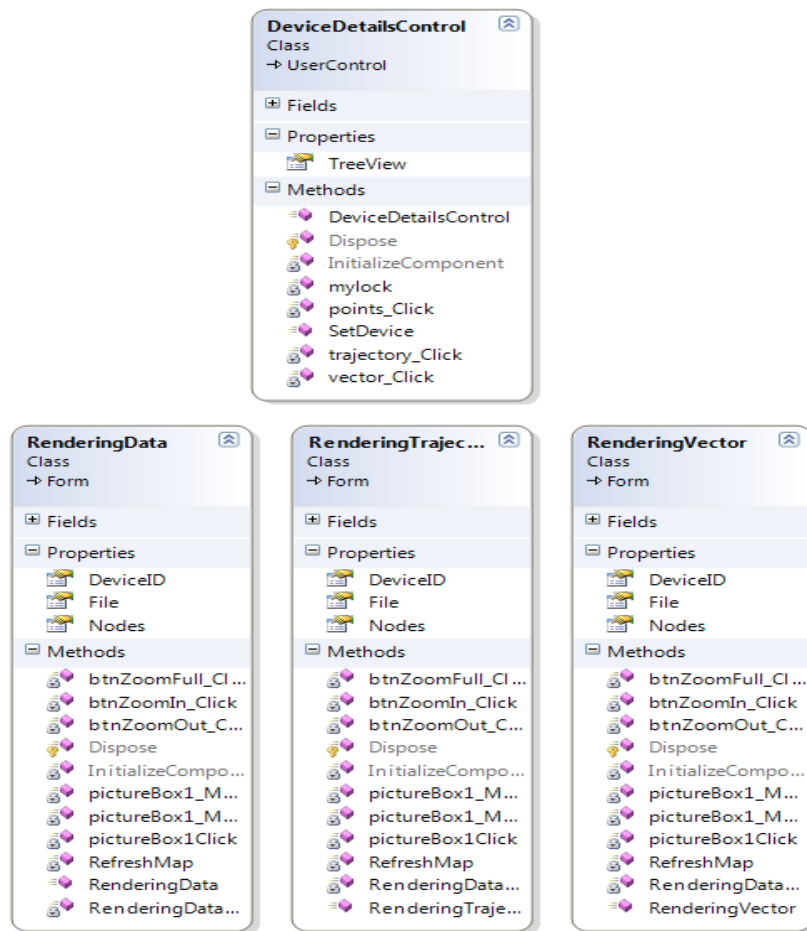 DeviceDetailsControl
Class
UserControl
Fields
Properties
TreeView
Methods
DeviceDetailsControl
Dispose
InitializeComponent
mylock
points_Click
SetDevice
trajectory_Click
vector_Click
RenderingData
Class
Form
Fields
Properties
DeviceID
File
Nodes
Methods
btnZoomFull_Cl...
btnZoomIn_Click
btnZoomOut_C...
Dispose
InitializeCompo...
pictureBox1_M...
pictureBox1_M...
pictureBox1Click
RefreshMap
RenderingData
RenderingData...
RenderingTrajec...
Class
Form
Fields
Properties
DeviceID
File
Nodes
Methods
btnZoomFull_Cl...
btnZoomIn_Click
btnZoomOut_C...
Dispose
InitializeCompo...
pictureBox1_M...
pictureBox1_M...
pictureBox1Click
RefreshMap
RenderingData...
RenderingTraje...
RenderingVector
Class
Form
Fields
Properties
DeviceID
File
Nodes
Methods
btnZoomFull_Cl...
btnZoomIn_Click
btnZoomOut_C...
Dispose
InitializeCompo...
pictureBox1_M...
pictureBox1_M...
pictureBox1Click
RefreshMap
RenderingData...
RenderingVector